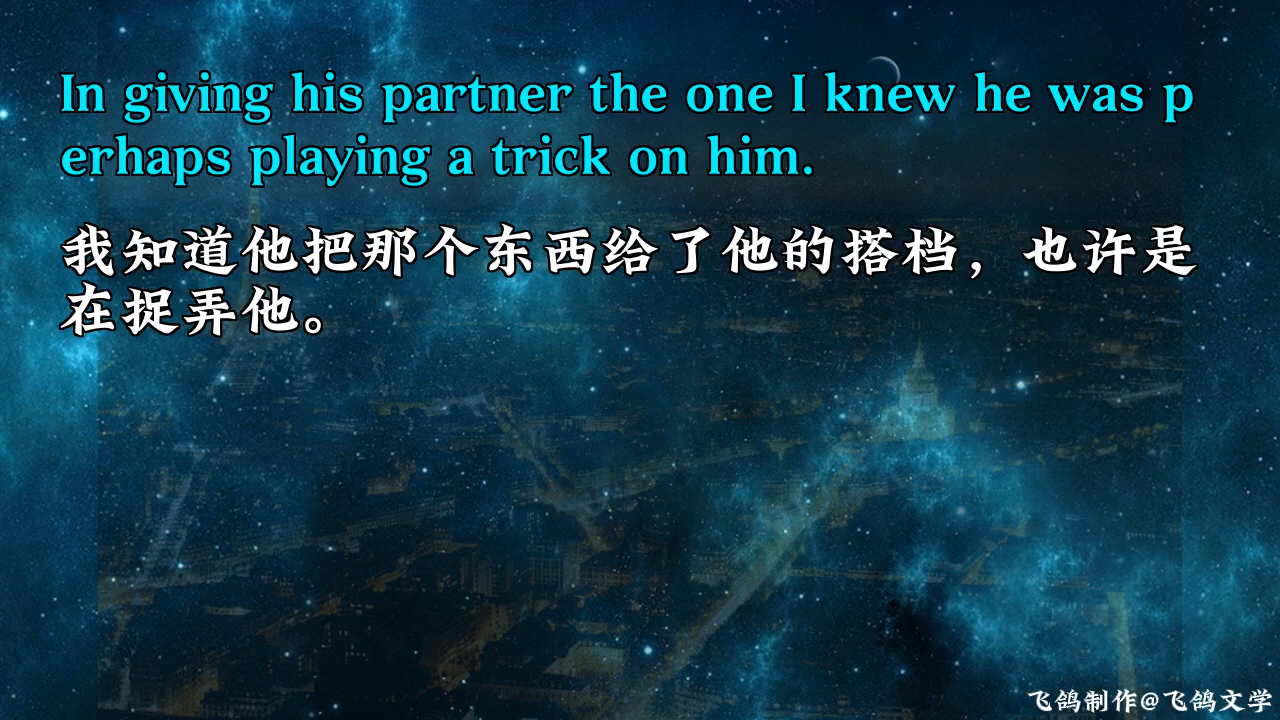 In giving his partner the one I knew he was p
erhaps playing a trick on him.
我知道他把那个东西给了他的搭档，也许是
在捉弄他。
飞鸽制作@飞鸽文学